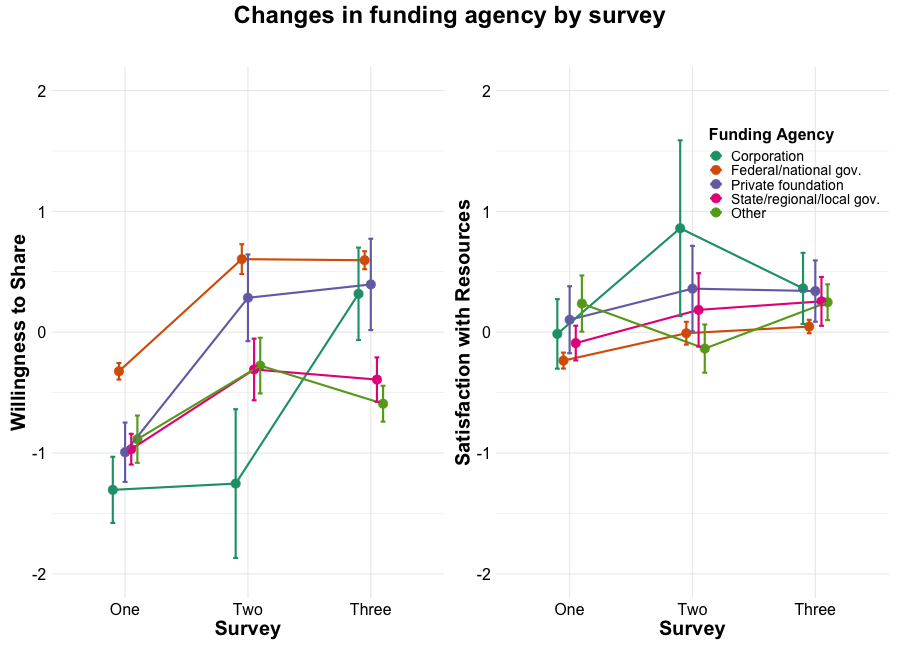 Changes in funding agency by survey
Willingness to Share
2
1
0
-1
-2
One
Two
Three
Survey
Satisfaction with Resources
2
1
0
-1
-2
One
Two
Three
Survey
Funding Agency
Corporation
Federal/national gov.
Private foundation
State/regional/local gov.
Other